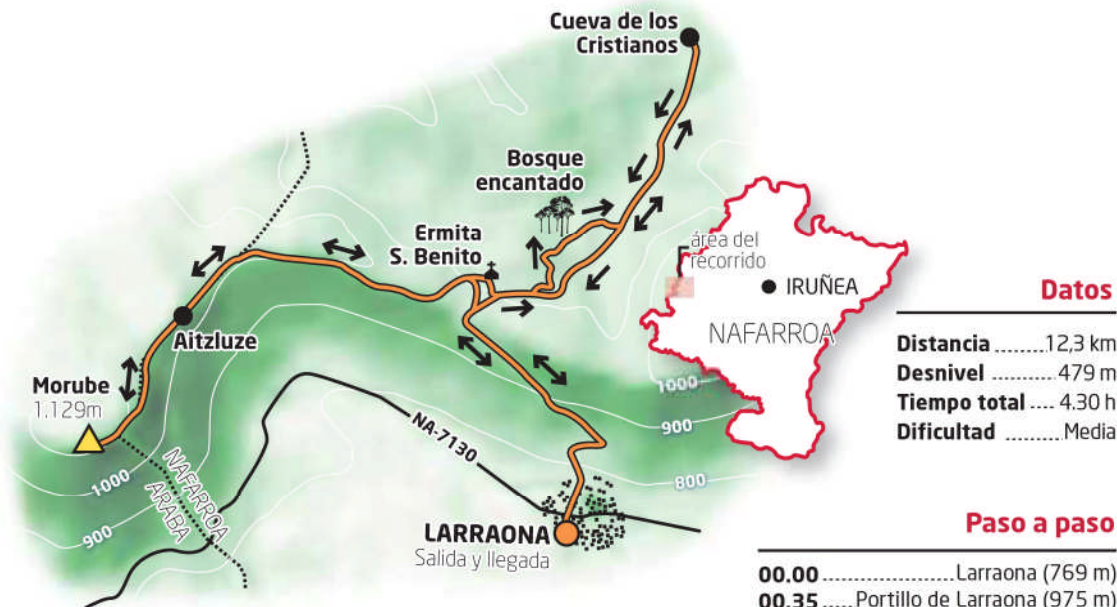 Cueva de los
Cristianos
Bosque
encantado
Ermita
S. Benito
Aitzluze
Morube
1.129m
1000
900
NAFARROA
ARABA
NA-7130
1000
900
800
LARRAONA
Salida y llegada
área del
recorrido
IRUÑEA
NAFARROA
Datos
Distancia ........12,3 km
Desnivel ........479 m
Tiempo total .... 4.30 h
Dificultad .......Media
Paso a paso
00.00 ................Larraona (769 m)
00.35 .....Portillo de Larraona (975 m)